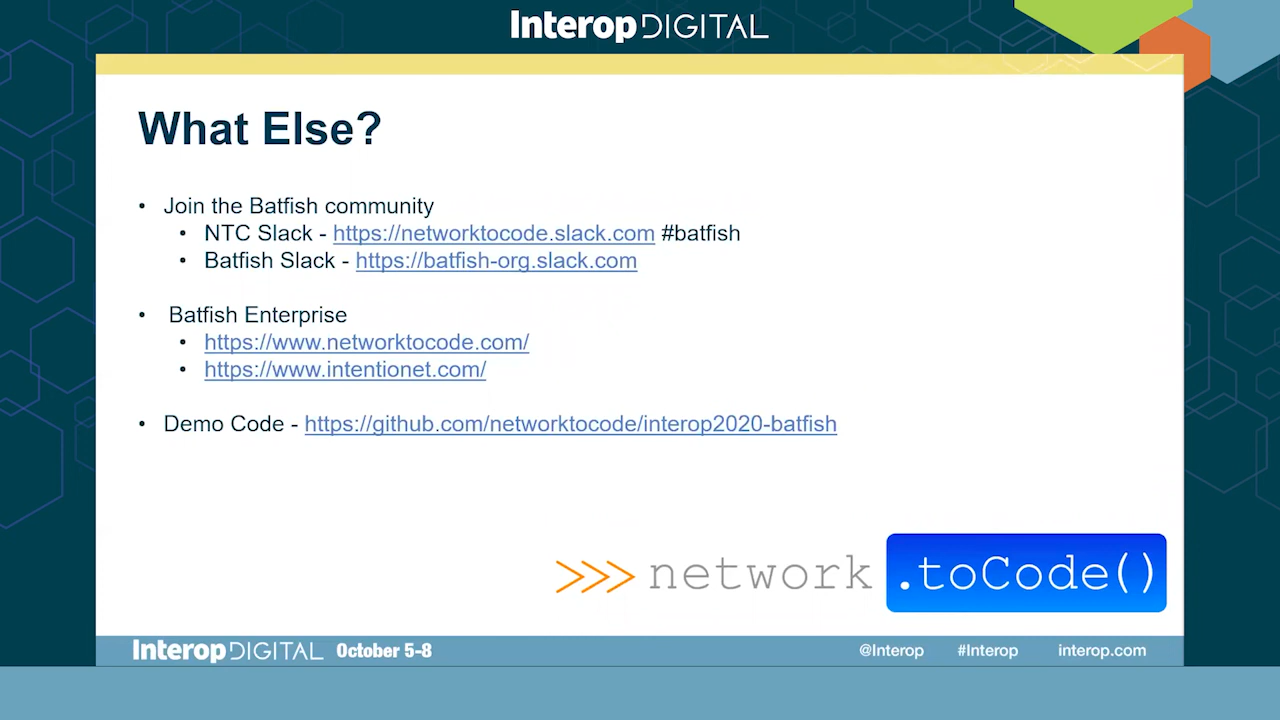 Interop DIGITAL
What Else?
• Join the Batfish community
• NTC Slack - https://networktocode.slack.com #batfish
• Batfish Slack - https://batfish-org.slack.com
• Batfish Enterprise
• https://www.networktocode.com/
• https://www.intentionet.com/
• Demo Code - https://github.com/networktocode/interop2020-batfish
>>> network .toCode()
Interop DIGITAL October 5-8 @Interop #Interop interop.com